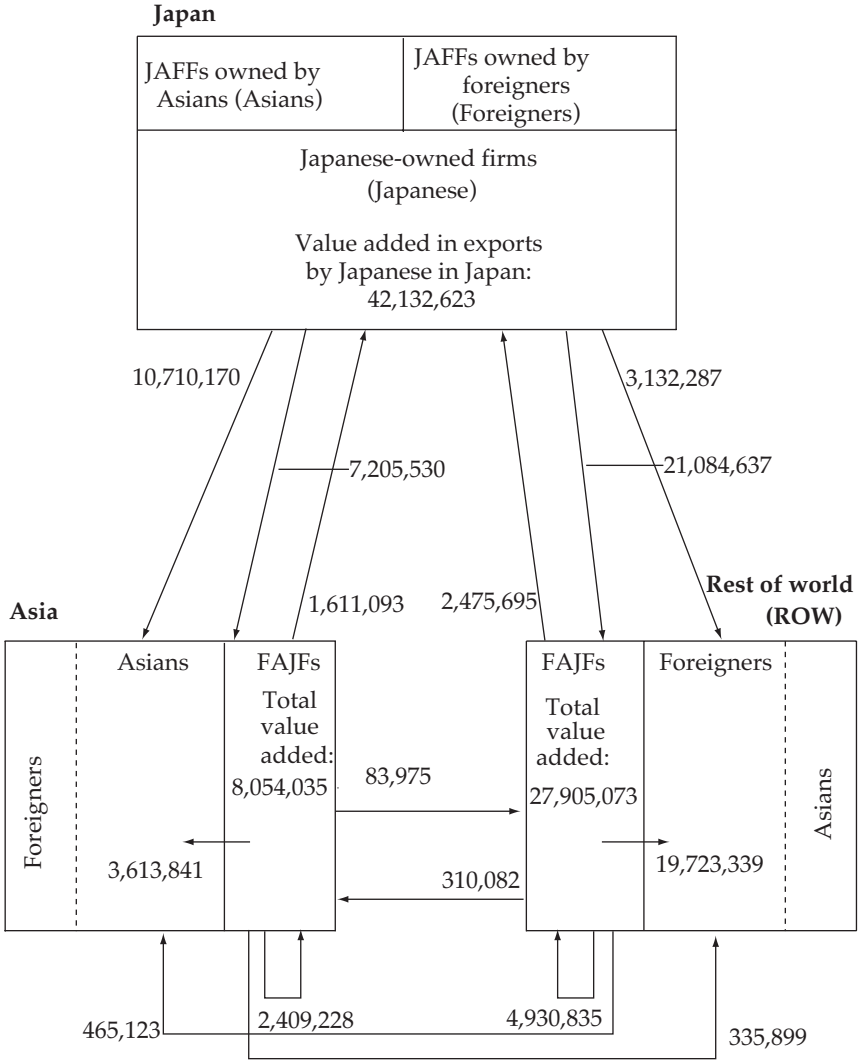 Japan
JAFFs owned by
Asians (Asians)
JAFFs owned by
foreigners
(Foreigners)
Japanese-owned firms
(Japanese)
Value added in exports
by Japanese in Japan:
42,132,623
10,710,170
3,132,287
7,205,530
21,084,637
1,611,093
2,475,695
Asia
Rest of world
(ROW)
Foreigners
Asians
FAJFs
Total
value
added:
8,054,035
3,613,841
83,975
310,082
FAJFs
Total
value
added:
27,905,073
Foreigners
19,723,339
Asians
465,123
2,409,228
4,930,835
335,899